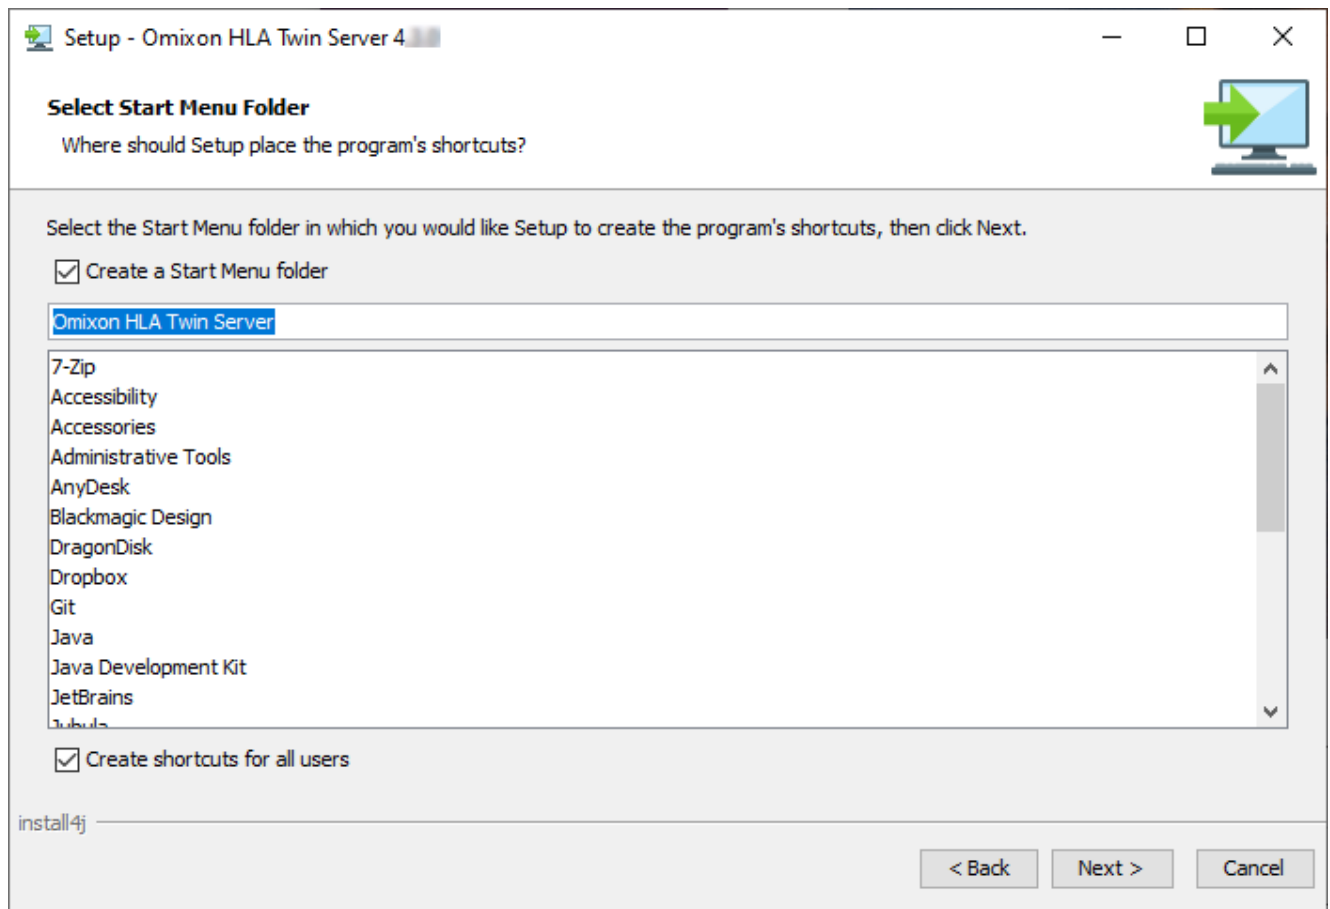 Setup - Omixon HLA Twin Server 4
Select Start Menu Folder
Where should Setup place the program's shortcuts?
Select the Start Menu folder in which you would like Setup to create the program's shortcuts, then click Next.
Create a Start Menu folder
Omixon HLA Twin Server
7-Zip
Accessibility
Accessories
Administrative Tools
AnyDesk
Blackmagic Design
DragonDisk
Dropbox
Git
Java
Java Development Kit
JetBrains
Create shortcuts for all users
install4j
< Back Next > Cancel